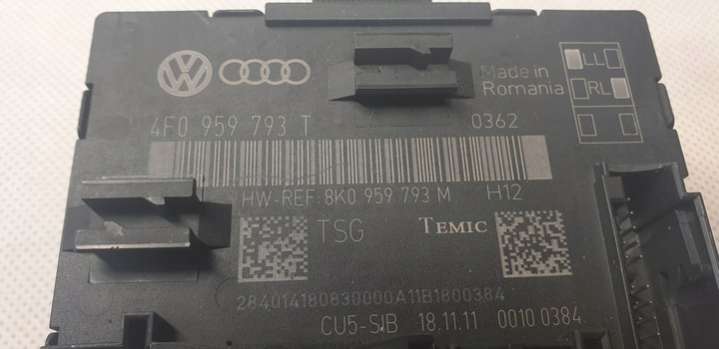 Made in
Romania
LL
RL
4F0 959 793 T
0362
HW-REF: 8K0 959 793 M H12
TSG
TEMIC
284014180830000A11B1800384
CU5-SIB 18.11.11 0010 0384